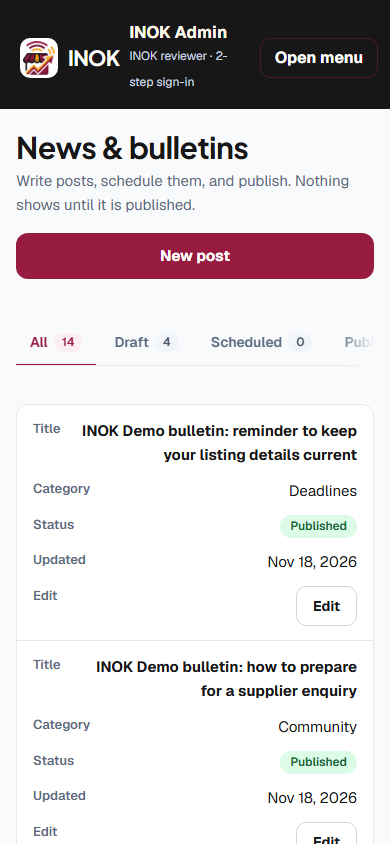 INOK
INOK Admin
INOK reviewer · 2-
step sign-in
Open menu
News & bulletins
Write posts, schedule them, and publish. Nothing
shows until it is published.
New post
All 14 Draft 4 Scheduled 0
Title INOK Demo bulletin: reminder to keep
your listing details current
Category Deadlines
Status Published
Updated Nov 18, 2026
Edit Edit
Title INOK Demo bulletin: how to prepare
for a supplier enquiry
Category Community
Status Published
Updated Nov 18, 2026
Edit Edit